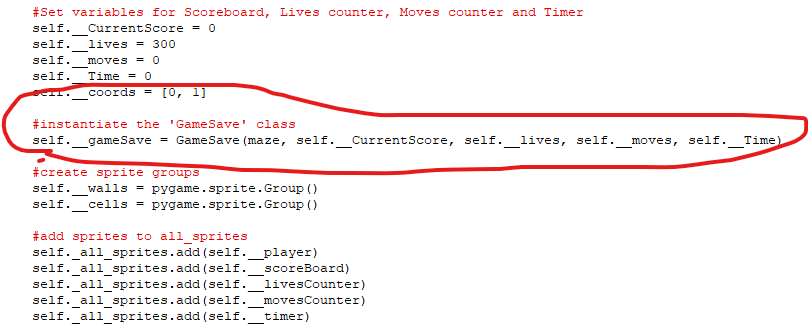 #Set variables for Scoreboard, Lives counter, Moves counter and Timer
self.__CurrentScore = 0
self.__lives = 300
self.__moves = 0
self.__Time = 0
self.__coords = [0, 1]
#instantiate the 'GameSave' class
self.__gameSave = GameSave(maze, self.__CurrentScore, self.__lives, self.__moves, self.__Time)
#create sprite groups
self.__walls = pygame.sprite.Group()
self.__cells = pygame.sprite.Group()
#add sprites to all_sprites
self._all_sprites.add(self.__player)
self._all_sprites.add(self.__scoreBoard)
self._all_sprites.add(self.__livesCounter)
self._all_sprites.add(self.__movesCounter)
self._all_sprites.add(self.__timer)